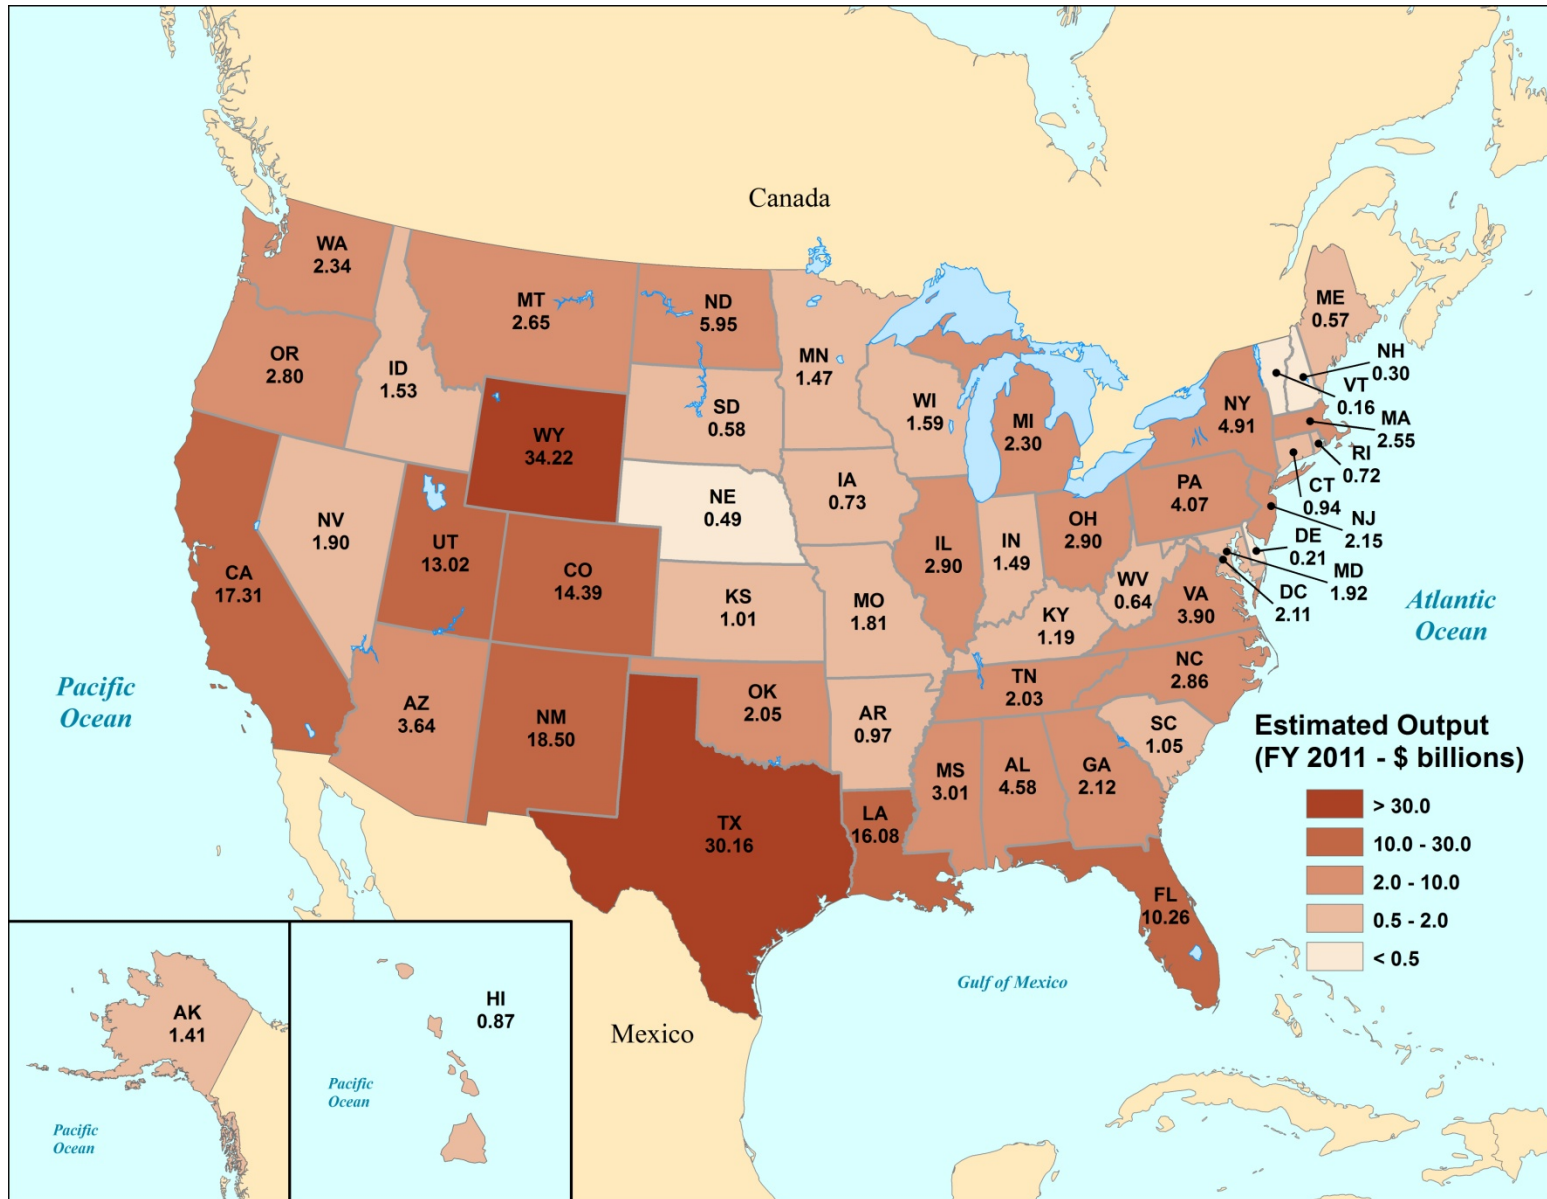 Canada
WA
2.34
MT
2.65
ND
5.95
MN
1.47
ME
0.57
OR
2.80
ID
1.53
WY
34.22
SD
0.58
WI
1.59
MI
2.30
NY
4.91
NH
0.30
VT
0.16
MA
2.55
RI
0.72
CT
0.94
NJ
2.15
DE
0.21
MD
1.92
DC
2.11
CA
17.31
NV
1.90
UT
13.02
CO
14.39
NE
0.49
IA
0.73
IL
2.90
IN
1.49
OH
2.90
PA
4.07
KS
1.01
MO
1.81
KY
1.19
WV
0.64
VA
3.90
Atlantic
Ocean
Pacific
Ocean
AZ
3.64
NM
18.50
OK
2.05
AR
0.97
TN
2.03
NC
2.86
SC
1.05
TX
30.16
LA
16.08
MS
3.01
AL
4.58
GA
2.12
FL
10.26
Estimated Output
(FY 2011 - $ billions)
> 30.0
10.0 - 30.0
2.0 - 10.0
0.5 - 2.0
< 0.5
Gulf of Mexico
Mexico
AK
1.41
Pacific
Ocean
HI
0.87
Pacific
Ocean